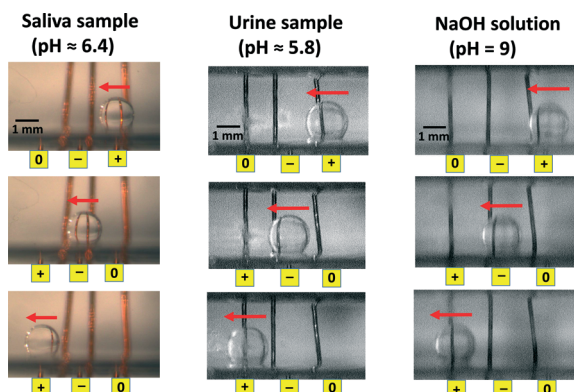 Saliva sample
(pH ≈ 6.4)
Urine sample
(pH ≈ 5.8)
NaOH solution
(pH = 9)
1 mm
0 − +
1 mm
0 − +
1 mm
0 − +
+ − 0
+ − 0
+ − 0
+ − 0
+ − 0
+ − 0